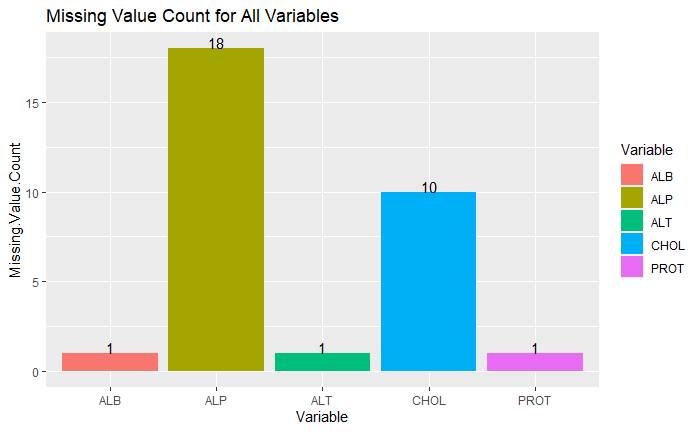 Missing Value Count for All Variables
Missing.Value.Count
15
10
5
0
1
18
1
10
1
ALB
ALP
ALT
CHOL
PROT
Variable
Variable
ALB
ALP
ALT
CHOL
PROT